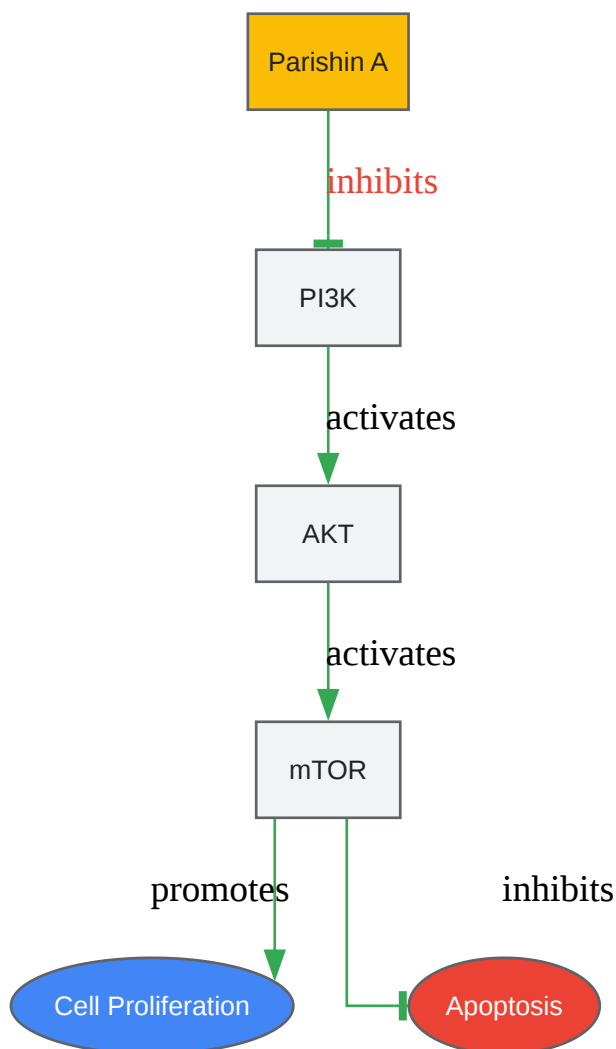 Parishin A
inhibits
PI3K
activates
AKT
activates
mTOR
promotes
inhibits
Cell Proliferation
Apoptosis